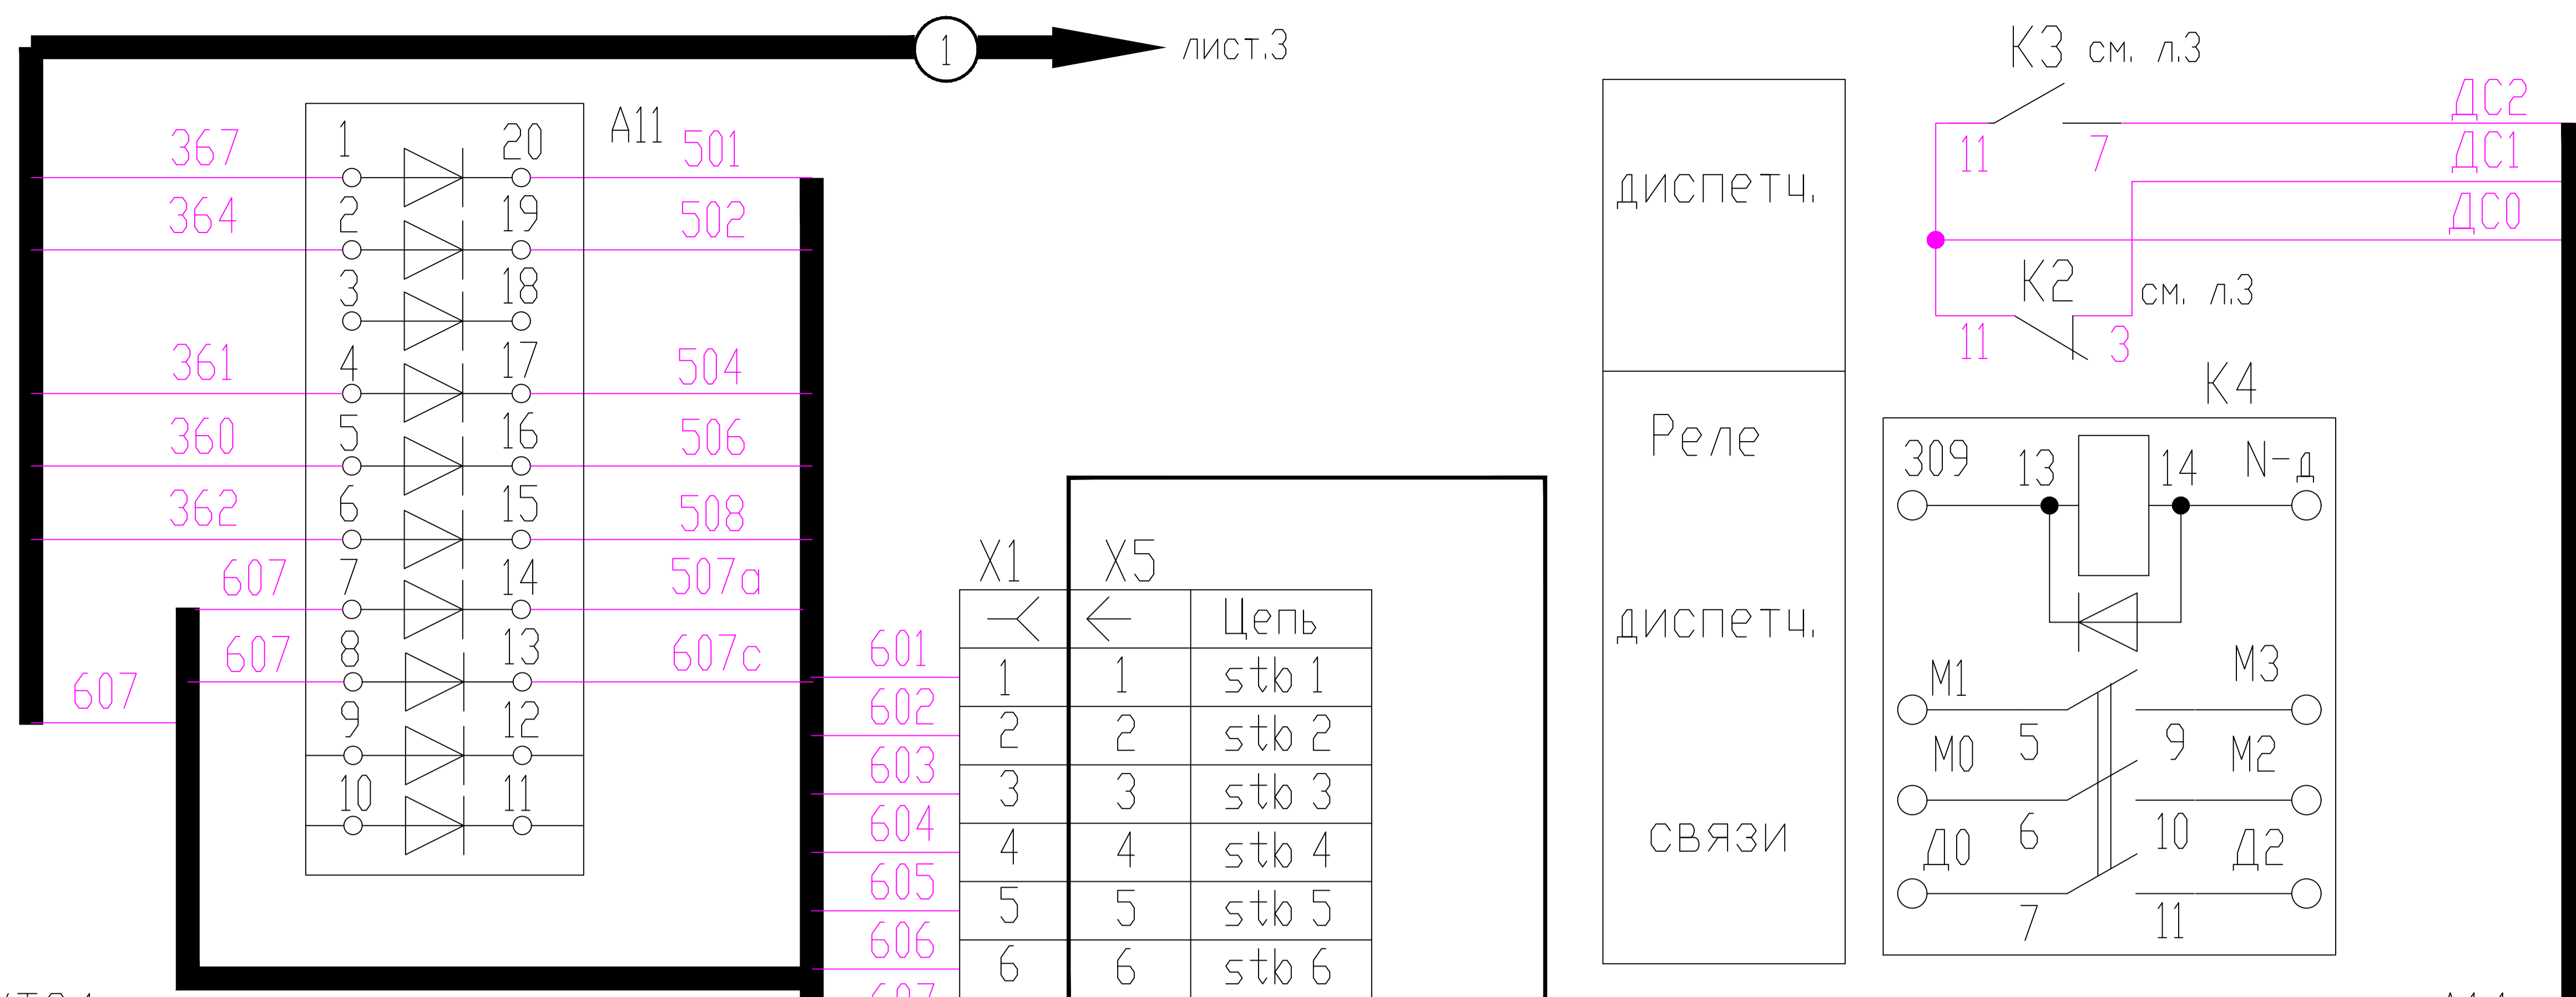 1
лист.3
А11
367 1 20 501
364 2 19 502
3 18
361 4 17 504
360 5 16 506
362 6 15 508
607 7 14 507а
607 8 13 607с
607
9 12
10 11
Х1 Х5
Цепь
601 1 1 stb 1
602 2 2 stb 2
603 3 3 stb 3
604 4 4 stb 4
605 5 5 stb 5
606 6 6 stb 6
607
диспетч.
Реле
диспетч.
связи
К3 см. л.3
ДС2
11 7
ДС1
ДС0
К2 см. л.3
11 3
К4
309 13 14 N-д
М1 М3
5 9
М0 М2
6 10
Д0 Д2
7 11